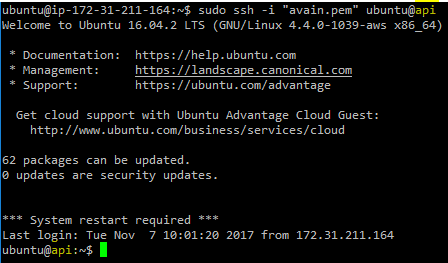 ubuntu@ip-172-31-211-164:~$ sudo ssh -i "avain.pem" ubuntu@api
Welcome to Ubuntu 16.04.2 LTS (GNU/Linux 4.4.0-1039-aws x86_64)
* Documentation: https://help.ubuntu.com
* Management: https://landscape.canonical.com
* Support: https://ubuntu.com/advantage
Get cloud support with Ubuntu Advantage Cloud Guest:
http://www.ubuntu.com/business/services/cloud
62 packages can be updated.
0 updates are security updates.
*** System restart required ***
Last login: Tue Nov  7 10:01:20 2017 from 172.31.211.164
ubuntu@api:~$